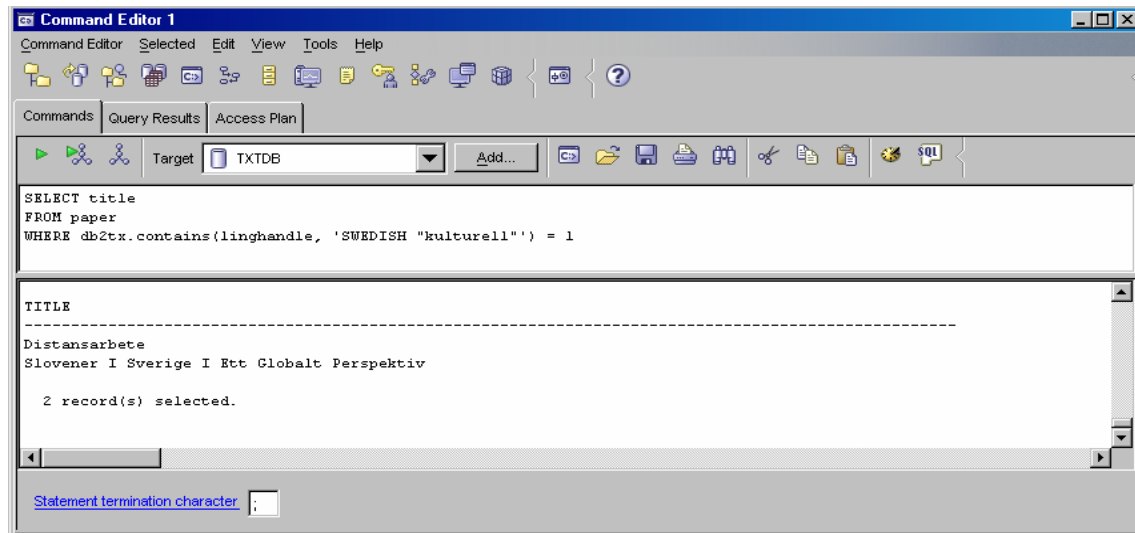 Command Editor 1
Command Editor Selected Edit View Tools Help
Commands Query Results Access Plan
Target TXTDB Add... SQL
SELECT title
FROM paper
WHERE db2tx.contains(linghandle, 'SWEDISH "kulturell"') = 1
TITLE
----------------------------------------------------------------------------------------------------
Distansarbete
Slovener I Sverige I Ett Globalt Perspektiv
2 record(s) selected.
Statement termination character ;